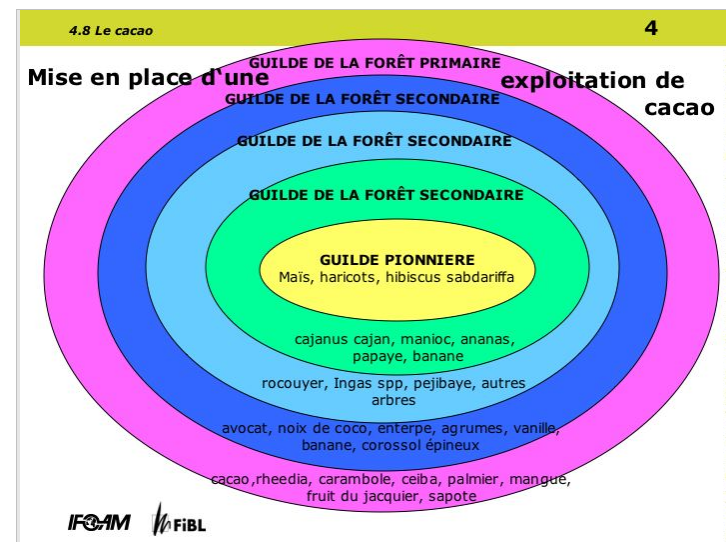 4.8 Le cacao
4
Mise en place d‛une
exploitation de
cacao
GUILDE DE LA FORÊT PRIMAIRE
GUILDE DE LA FORÊT SECONDAIRE
GUILDE DE LA FORÊT SECONDAIRE
GUILDE DE LA FORÊT SECONDAIRE
GUILDE PIONNIERE
Maïs, haricots, hibiscus sabdariffa
cajanus cajan, manioc, ananas,
papaye, banane
rocouyer, Ingas spp, pejibaye, autres
arbres
avocat, noix de coco, enterpe, agrumes, vanille,
banane, corossol épineux
cacao,rheedia, carambole, ceiba, palmier, mangue,
fruit du jacquier, sapote
IFOAM
FiBL